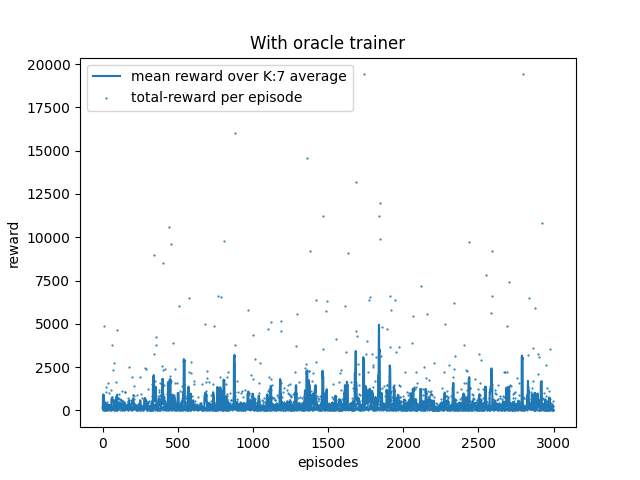 With oracle trainer
mean reward over K:7 average
total-reward per episode
20000
17500
15000
12500
10000
7500
5000
2500
0
reward
0 500 1000 1500 2000 2500 3000
episodes